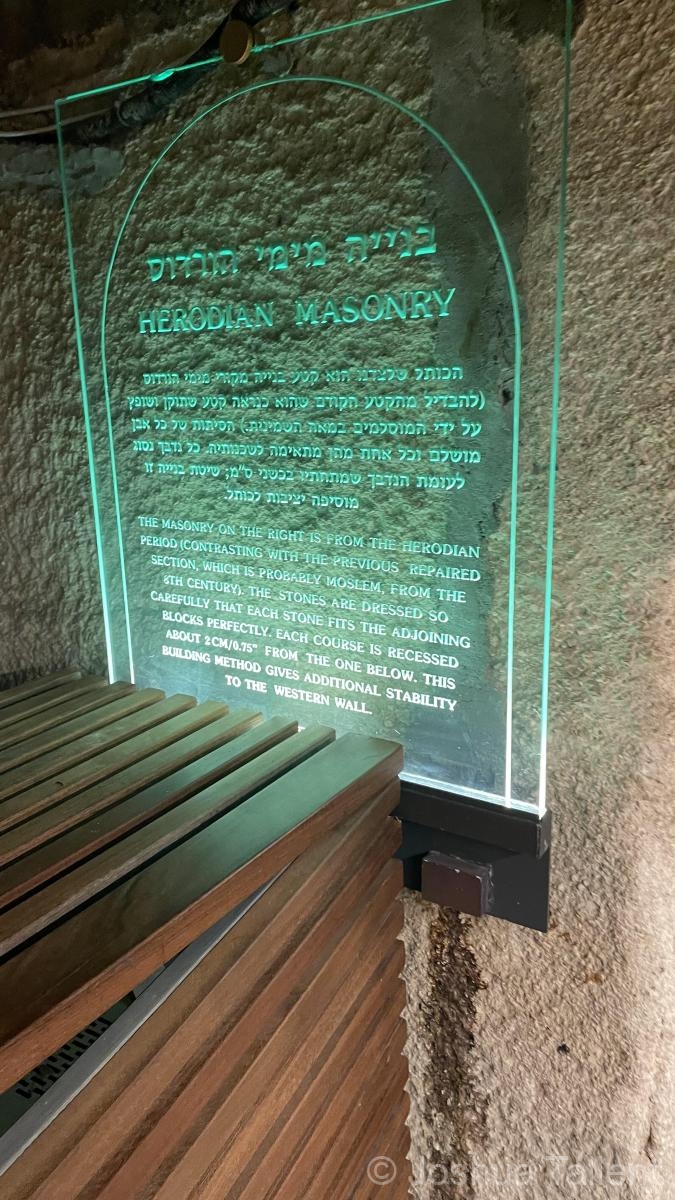 בנייה מימי הורדוס
HERODIAN MASONRY
הכותל שלצדנו הוא קטע בנייה מקורי מימי הורדוס
(להבדיל מהקטע הקודם שהוא כנראה קטע שתוקן ושופץ
על ידי המוסלמים במאה השמינית.) הסיתות של כל אבן
מושלם וכל אחת מהן מתאימה לשכנותיה. כל נדבך נסוג
לעומת הנדבך שמתחתיו בכשני ס"מ; שיטת בנייה זו
מוסיפה יציבות לכותל.
THE MASONRY ON THE RIGHT IS FROM THE HERODIAN
PERIOD (CONTRASTING WITH THE PREVIOUS REPAIRED
SECTION, WHICH IS PROBABLY MOSLEM, FROM THE
8TH CENTURY). THE STONES ARE DRESSED SO
CAREFULLY THAT EACH STONE FITS THE ADJOINING
BLOCKS PERFECTLY. EACH COURSE IS RECESSED
ABOUT 2CM/0.75" FROM THE ONE BELOW. THIS
BUILDING METHOD GIVES ADDITIONAL STABILITY
TO THE WESTERN WALL.
© Joshua Tallent